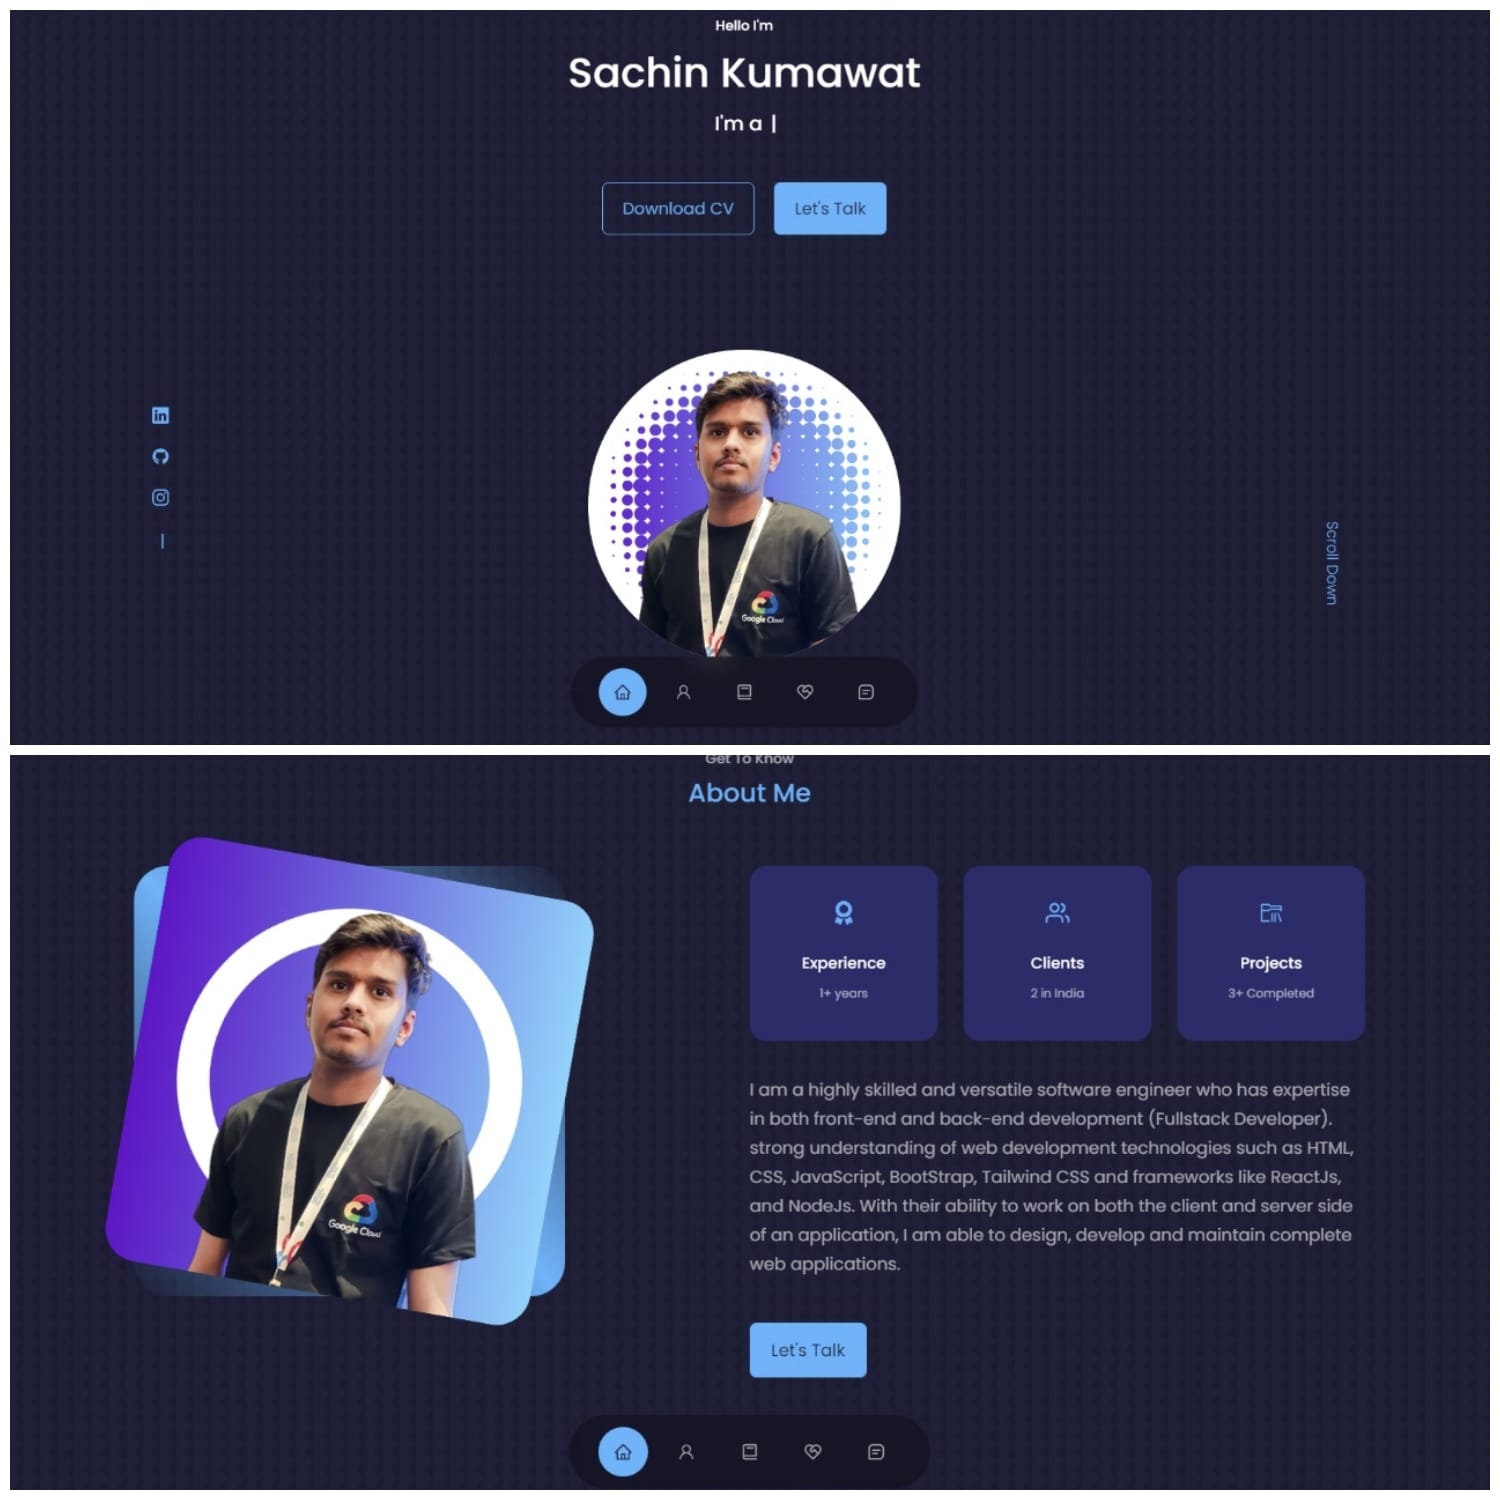 Hello I'm
Sachin Kumawat
I'm a |
Download CV
Let's Talk
Scroll Down
Google Cloud
Get To Know
About Me
Google Cloud
Experience
1+ years
Clients
2 in India
Projects
3+ Completed
I am a highly skilled and versatile software engineer who has expertise
in both front-end and back-end development (Fullstack Developer).
strong understanding of web development technologies such as HTML,
CSS, JavaScript, BootStrap, Tailwind CSS and frameworks like ReactJs,
and NodeJs. With their ability to work on both the client and server side
of an application, I am able to design, develop and maintain complete
web applications.
Let's Talk